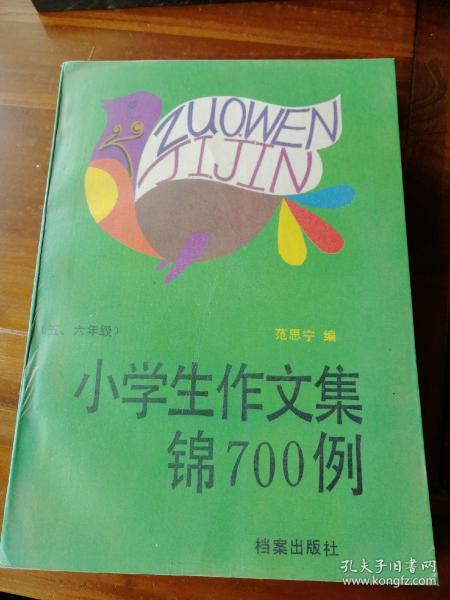 ZUOWEN
JIJIN
(五、六年级)
范思宁 编
小学生作文集
锦700例
档案出版社
孔夫子旧书网
www.kongfz.com